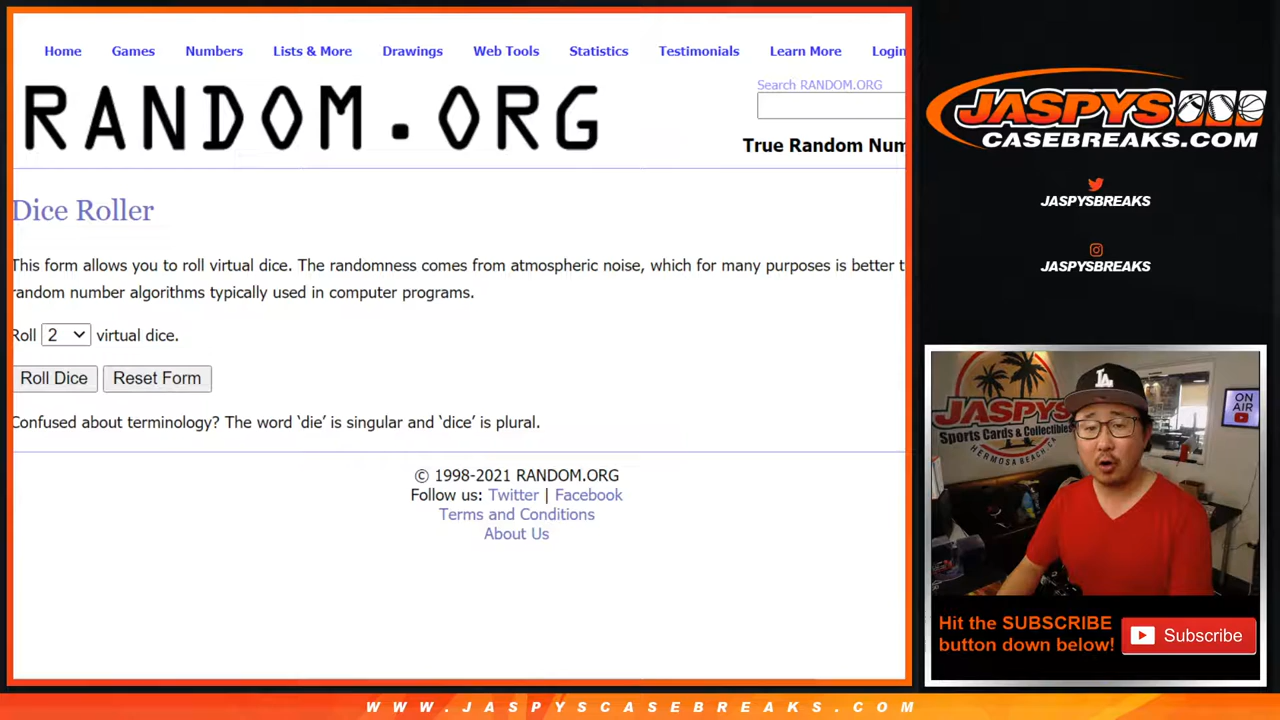 Home Games Numbers Lists & More Drawings Web Tools Statistics Testimonials Learn More Login
RANDOM.ORG
Search RANDOM.ORG
True Random Num
Dice Roller
This form allows you to roll virtual dice. The randomness comes from atmospheric noise, which for many purposes is better t
random number algorithms typically used in computer programs.
Roll 2 virtual dice.
Roll Dice Reset Form
Confused about terminology? The word ‘die’ is singular and ‘dice’ is plural.
© 1998-2021 RANDOM.ORG
Follow us: Twitter | Facebook
Terms and Conditions
About Us
JASPYS
CASEBREAKS.COM
JASPYSBREAKS
JASPYSBREAKS
JASPYS
Sports Cards & Collectibles
HERMOSA BEACH, CA
LA
ON
AIR
Hit the SUBSCRIBE
button down below!
Subscribe
WWW.JASPYSCASEBREAKS.COM